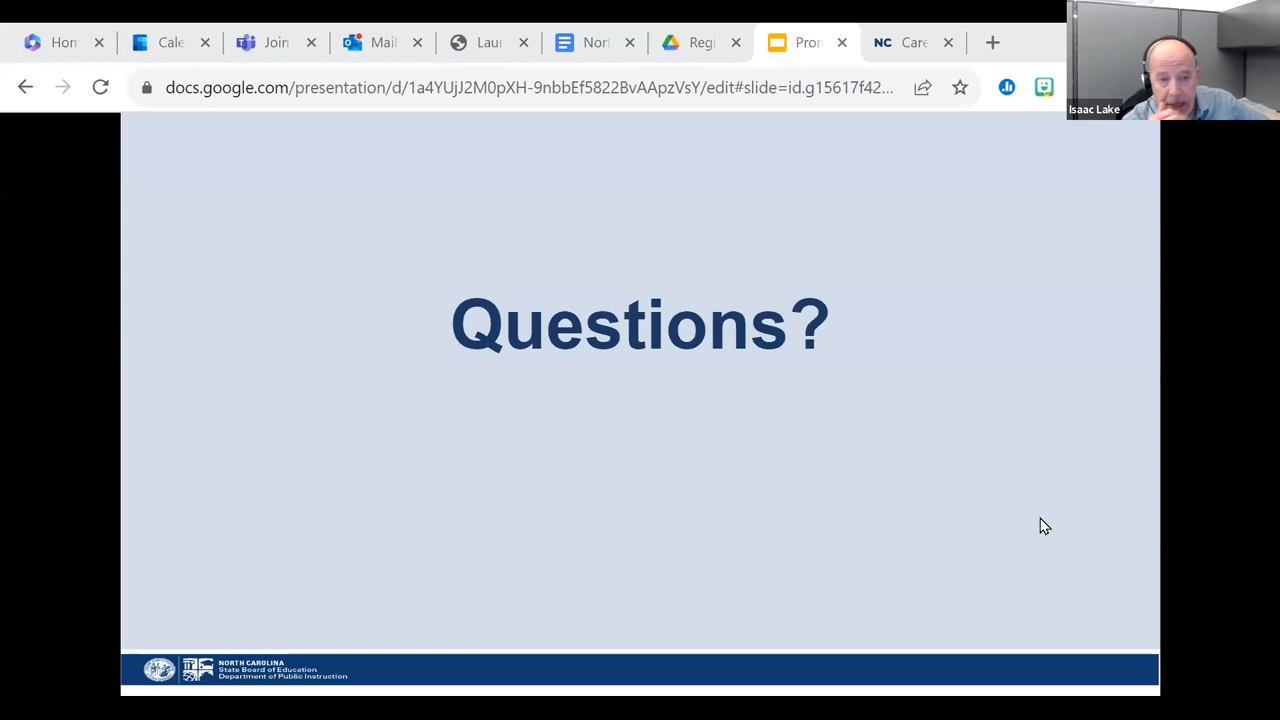 Hom
Cale
Join
Mail
Laur
Nort
Regi
Pron
NC Care
docs.google.com/presentation/d/1a4YUjJ2M0pXH-9nbbEf5822BvAApzVsY/edit#slide=id.g15617f42...
Isaac Lake
Questions?
NORTH CAROLINA
State Board of Education
Department of Public Instruction